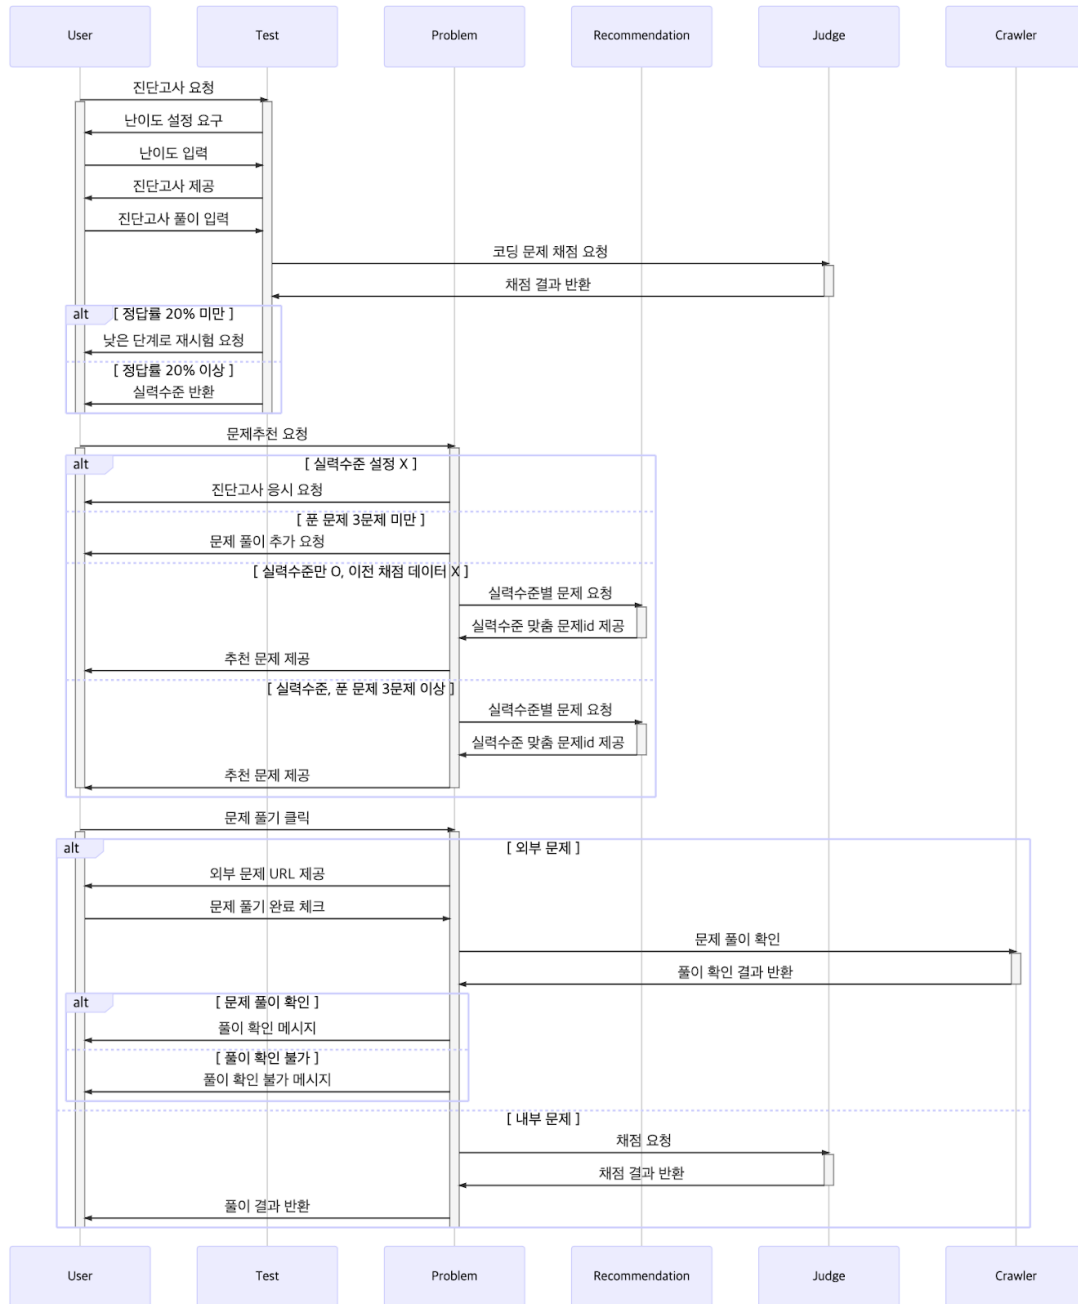 User
Test
Problem
Recommendation
Judge
Crawler
진단고사 요청
난이도 설정 요구
난이도 입력
진단고사 제공
진단고사 풀이 입력
코딩 문제 채점 요청
채점 결과 반환
alt
[ 정답률 20% 미만 ]
낮은 단계로 재시험 요청
[ 정답률 20% 이상 ]
실력수준 반환
문제추천 요청
alt
[ 실력수준 설정 X ]
진단고사 응시 요청
[ 푼 문제 3문제 미만 ]
문제 풀이 추가 요청
[ 실력수준만 O, 이전 채점 데이터 X ]
실력수준별 문제 요청
실력수준 맞춤 문제id 제공
추천 문제 제공
[ 실력수준, 푼 문제 3문제 이상 ]
실력수준별 문제 요청
실력수준 맞춤 문제id 제공
추천 문제 제공
문제 풀기 클릭
alt
[ 외부 문제 ]
외부 문제 URL 제공
문제 풀기 완료 체크
문제 풀이 확인
풀이 확인 결과 반환
alt
[ 문제 풀이 확인 ]
풀이 확인 메시지
[ 풀이 확인 불가 ]
풀이 확인 불가 메시지
[ 내부 문제 ]
채점 요청
채점 결과 반환
풀이 결과 반환
User
Test
Problem
Recommendation
Judge
Crawler